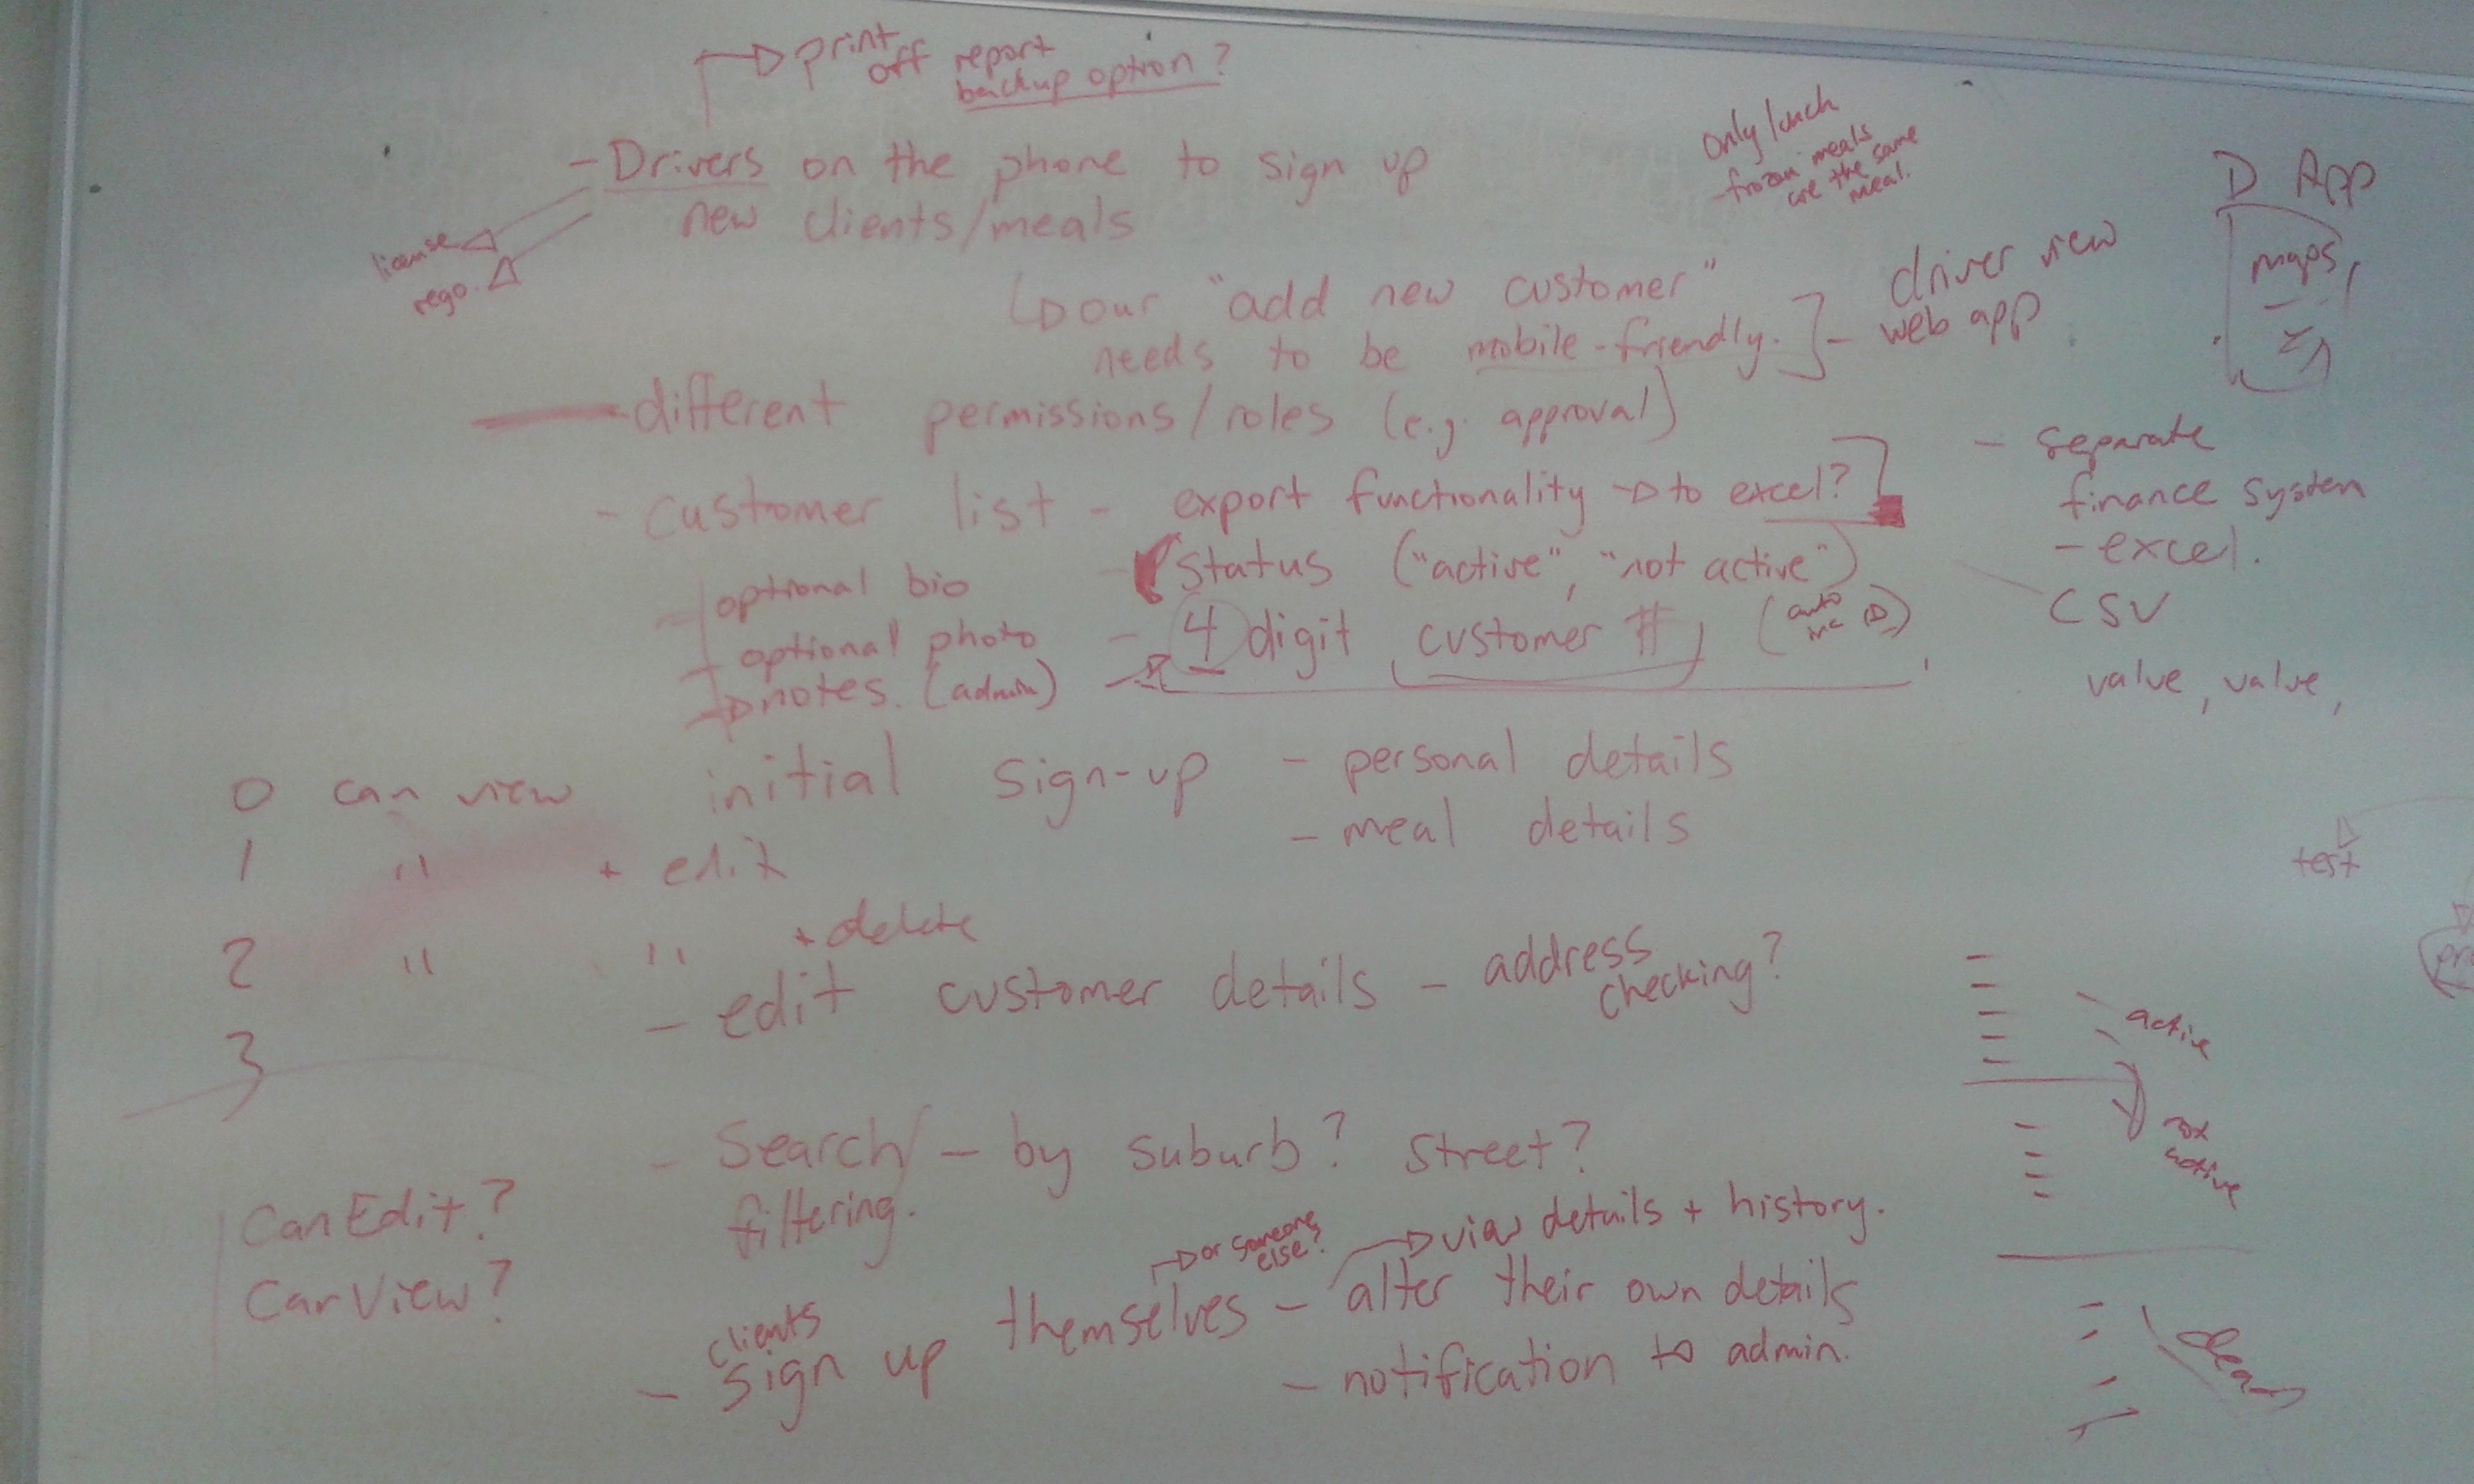 print
off report
backup option?
- Drivers on the phone to sign up
new clients/meals
license
rego.
only lunch
- frozen meals
are the same
meal.
D App
maps,
our "add new customer"
needs to be mobile-friendly.
- driver view
web app
- different permissions/roles (e.g. approval)
- customer list - export functionality → to excel?
- Status ("active", "not active")
- 4 digit customer # (auto inc ID)
optional bio
optional photo
notes. (admin)
- separate
finance system
- excel.
CSV
value, value,
initial sign-up - personal details
- meal details
0 can view
1 " + edit
2 " " + delete
3
- edit customer details - address
checking?
test
active
not
active
- Search/ - by suburb? street?
filtering.
CanEdit?
CanView?
or someone
else?
view details + history.
clients
- sign up themselves - alter their own details
- notification to admin.